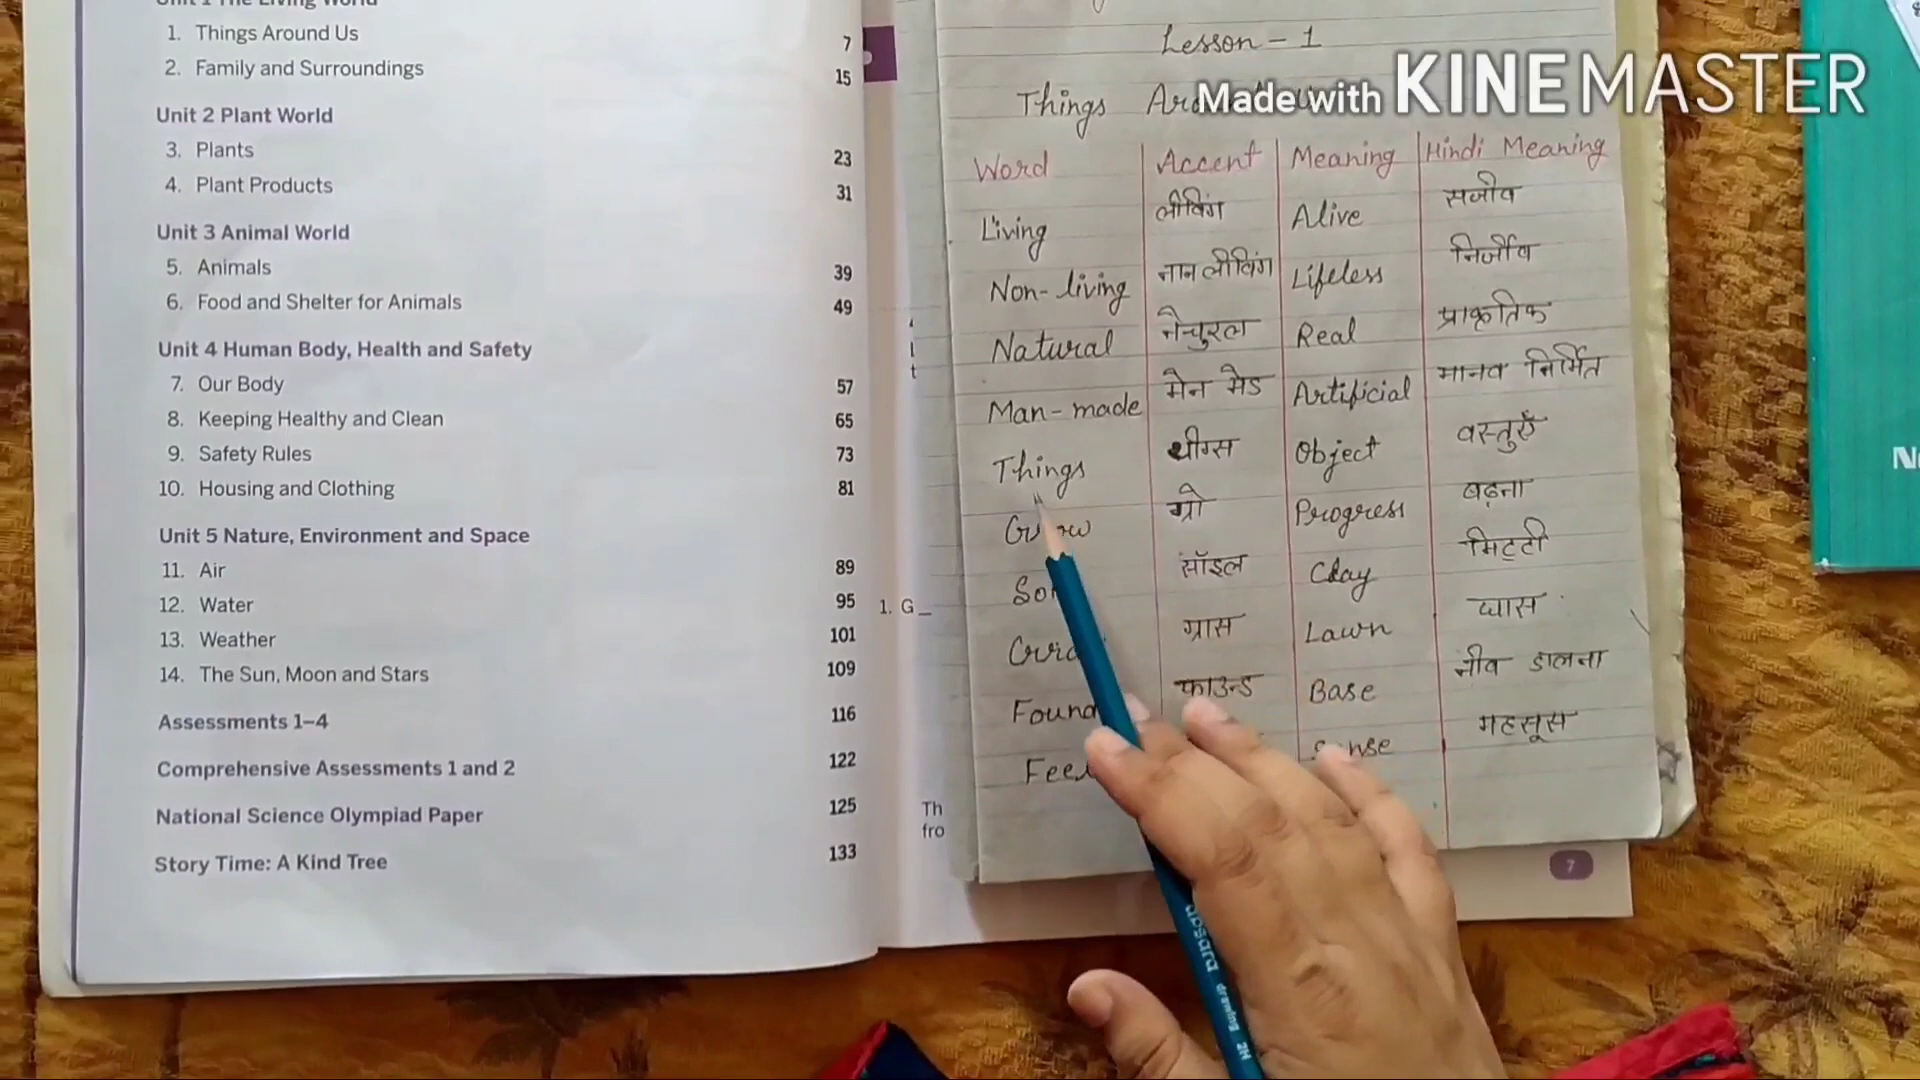 1. Things Around Us 7
2. Family and Surroundings 15
Unit 2 Plant World
3. Plants 23
4. Plant Products 31
Unit 3 Animal World
5. Animals 39
6. Food and Shelter for Animals 49
Unit 4 Human Body, Health and Safety
7. Our Body 57
8. Keeping Healthy and Clean 65
9. Safety Rules 73
10. Housing and Clothing 81
Unit 5 Nature, Environment and Space
11. Air 89
12. Water 95
13. Weather 101
14. The Sun, Moon and Stars 109
Assessments 1–4 116
Comprehensive Assessments 1 and 2 122
National Science Olympiad Paper 125
Story Time: A Kind Tree 133
1. G_
Th
fro
Lesson - 1
Things
Made with KINEMASTER
Word Accent Meaning Hindi Meaning
Living लीविंग Alive सजीव
Non-living नान लीविंग Lifeless निर्जीव
Natural नेचुरल Real प्राकृतिक
Man-made मेन मेड Artificial मानव निर्मित
Things थीग्स Object वस्तुएँ
Grow ग्रो Progress बढ़ना
सॉइल Clay मिट्टी
ग्रास Lawn घास
फाउन्ड Base नीव डालना
Sense महसूस
7
apsara